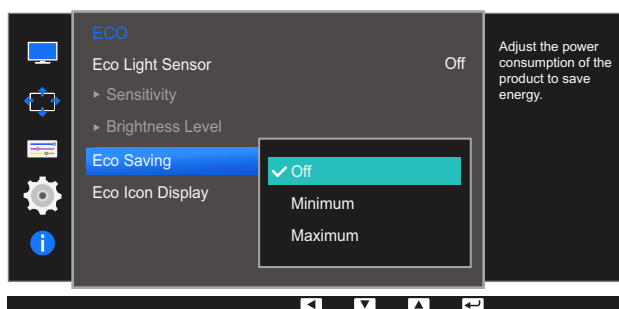 ECO
Eco Light Sensor Off
▸ Sensitivity
▸ Brightness Level
Eco Saving
Eco Icon Display
Off
Minimum
Maximum
Adjust the power
consumption of the
product to save
energy.